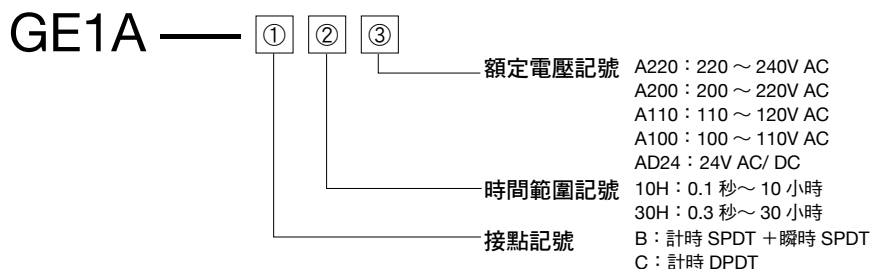 GE1A — ① ② ③
額定電壓記號 A220：220 ～ 240V AC
A200：200 ～ 220V AC
A110：110 ～ 120V AC
A100：100 ～ 110V AC
AD24：24V AC/ DC
時間範圍記號 10H：0.1 秒～ 10 小時
30H：0.3 秒～ 30 小時
接點記號 B：計時 SPDT ＋瞬時 SPDT
C：計時 DPDT